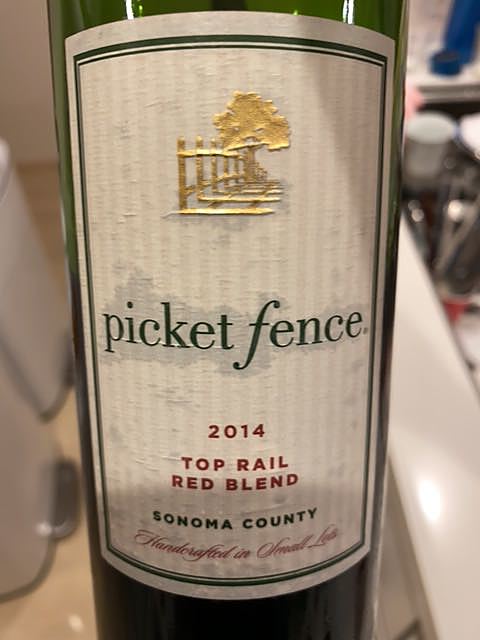 picket fence®
2014
TOP RAIL
RED BLEND
SONOMA COUNTY
Handcrafted in Small Lots